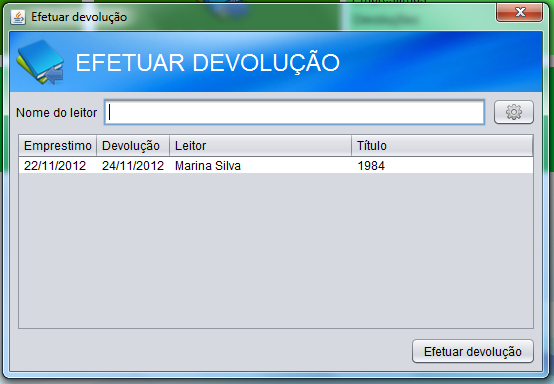 Devoluções
Efetuar devolução
EFETUAR DEVOLUÇÃO
Nome do leitor
Emprestimo Devolução Leitor Título
22/11/2012 24/11/2012 Marina Silva 1984
Efetuar devolução